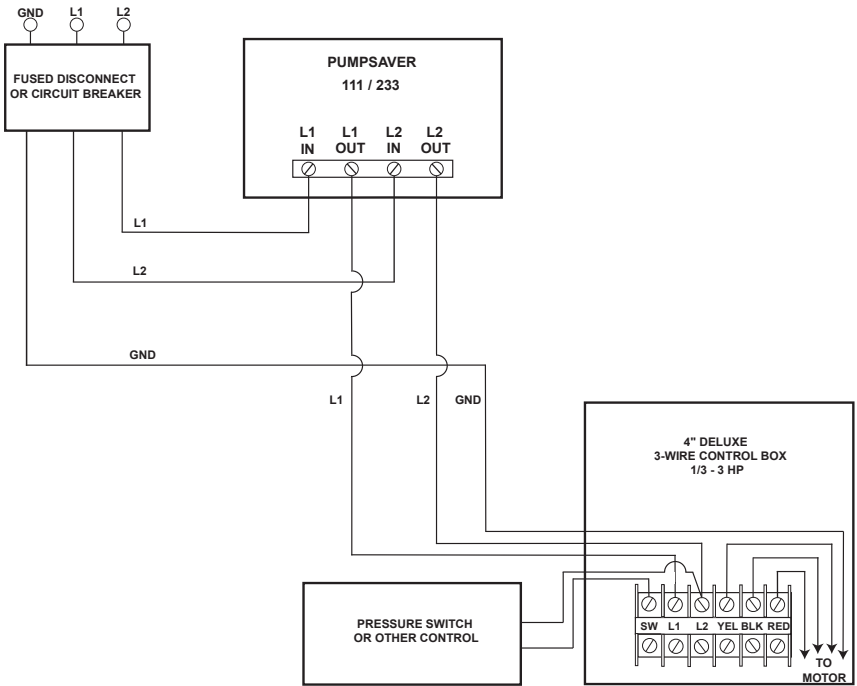 GND L1 L2
FUSED DISCONNECT
OR CIRCUIT BREAKER
PUMPSAVER
111 / 233
L1 L1 L2 L2
IN OUT IN OUT
L1
L2
GND
L1 L2 GND
4" DELUXE
3-WIRE CONTROL BOX
1/3 - 3 HP
PRESSURE SWITCH
OR OTHER CONTROL
SW L1 L2 YEL BLK RED
TO
MOTOR